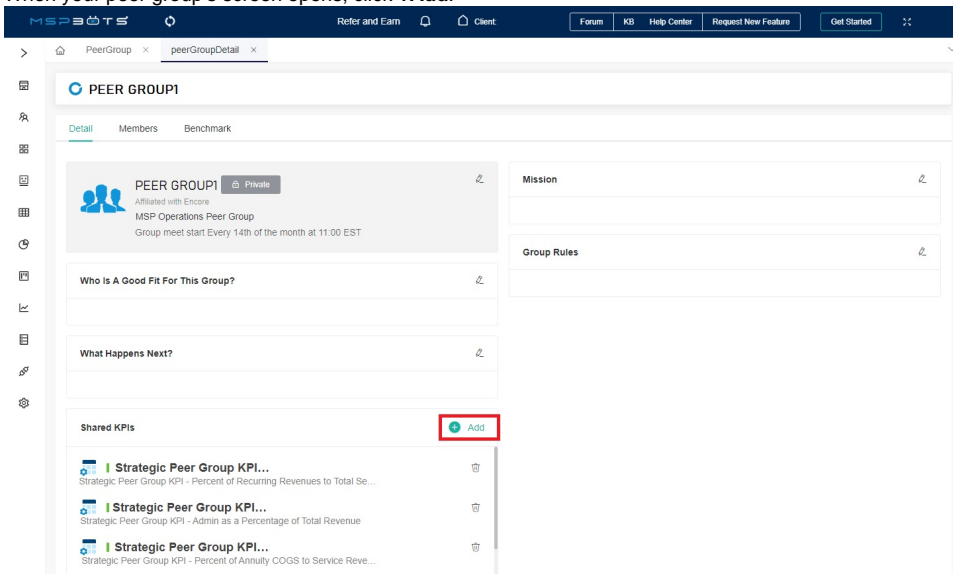 When your peer group's screen opens, click
MSPBOTS Refer and Earn Client: Forum KB Help Center Request New Feature Get Started
PeerGroup × peerGroupDetail ×
PEER GROUP1
Detail Members Benchmark
PEER GROUP1 Private
Affiliated with Encore
MSP Operations Peer Group
Group meet start Every 14th of the month at 11:00 EST
Mission
Group Rules
Who Is A Good Fit For This Group?
What Happens Next?
Shared KPIs Add
Strategic Peer Group KPI...
Strategic Peer Group KPI - Percent of Recurring Revenues to Total Se...
Strategic Peer Group KPI...
Strategic Peer Group KPI - Admin as a Percentage of Total Revenue
Strategic Peer Group KPI...
Strategic Peer Group KPI - Percent of Annuity COGS to Service Reve...